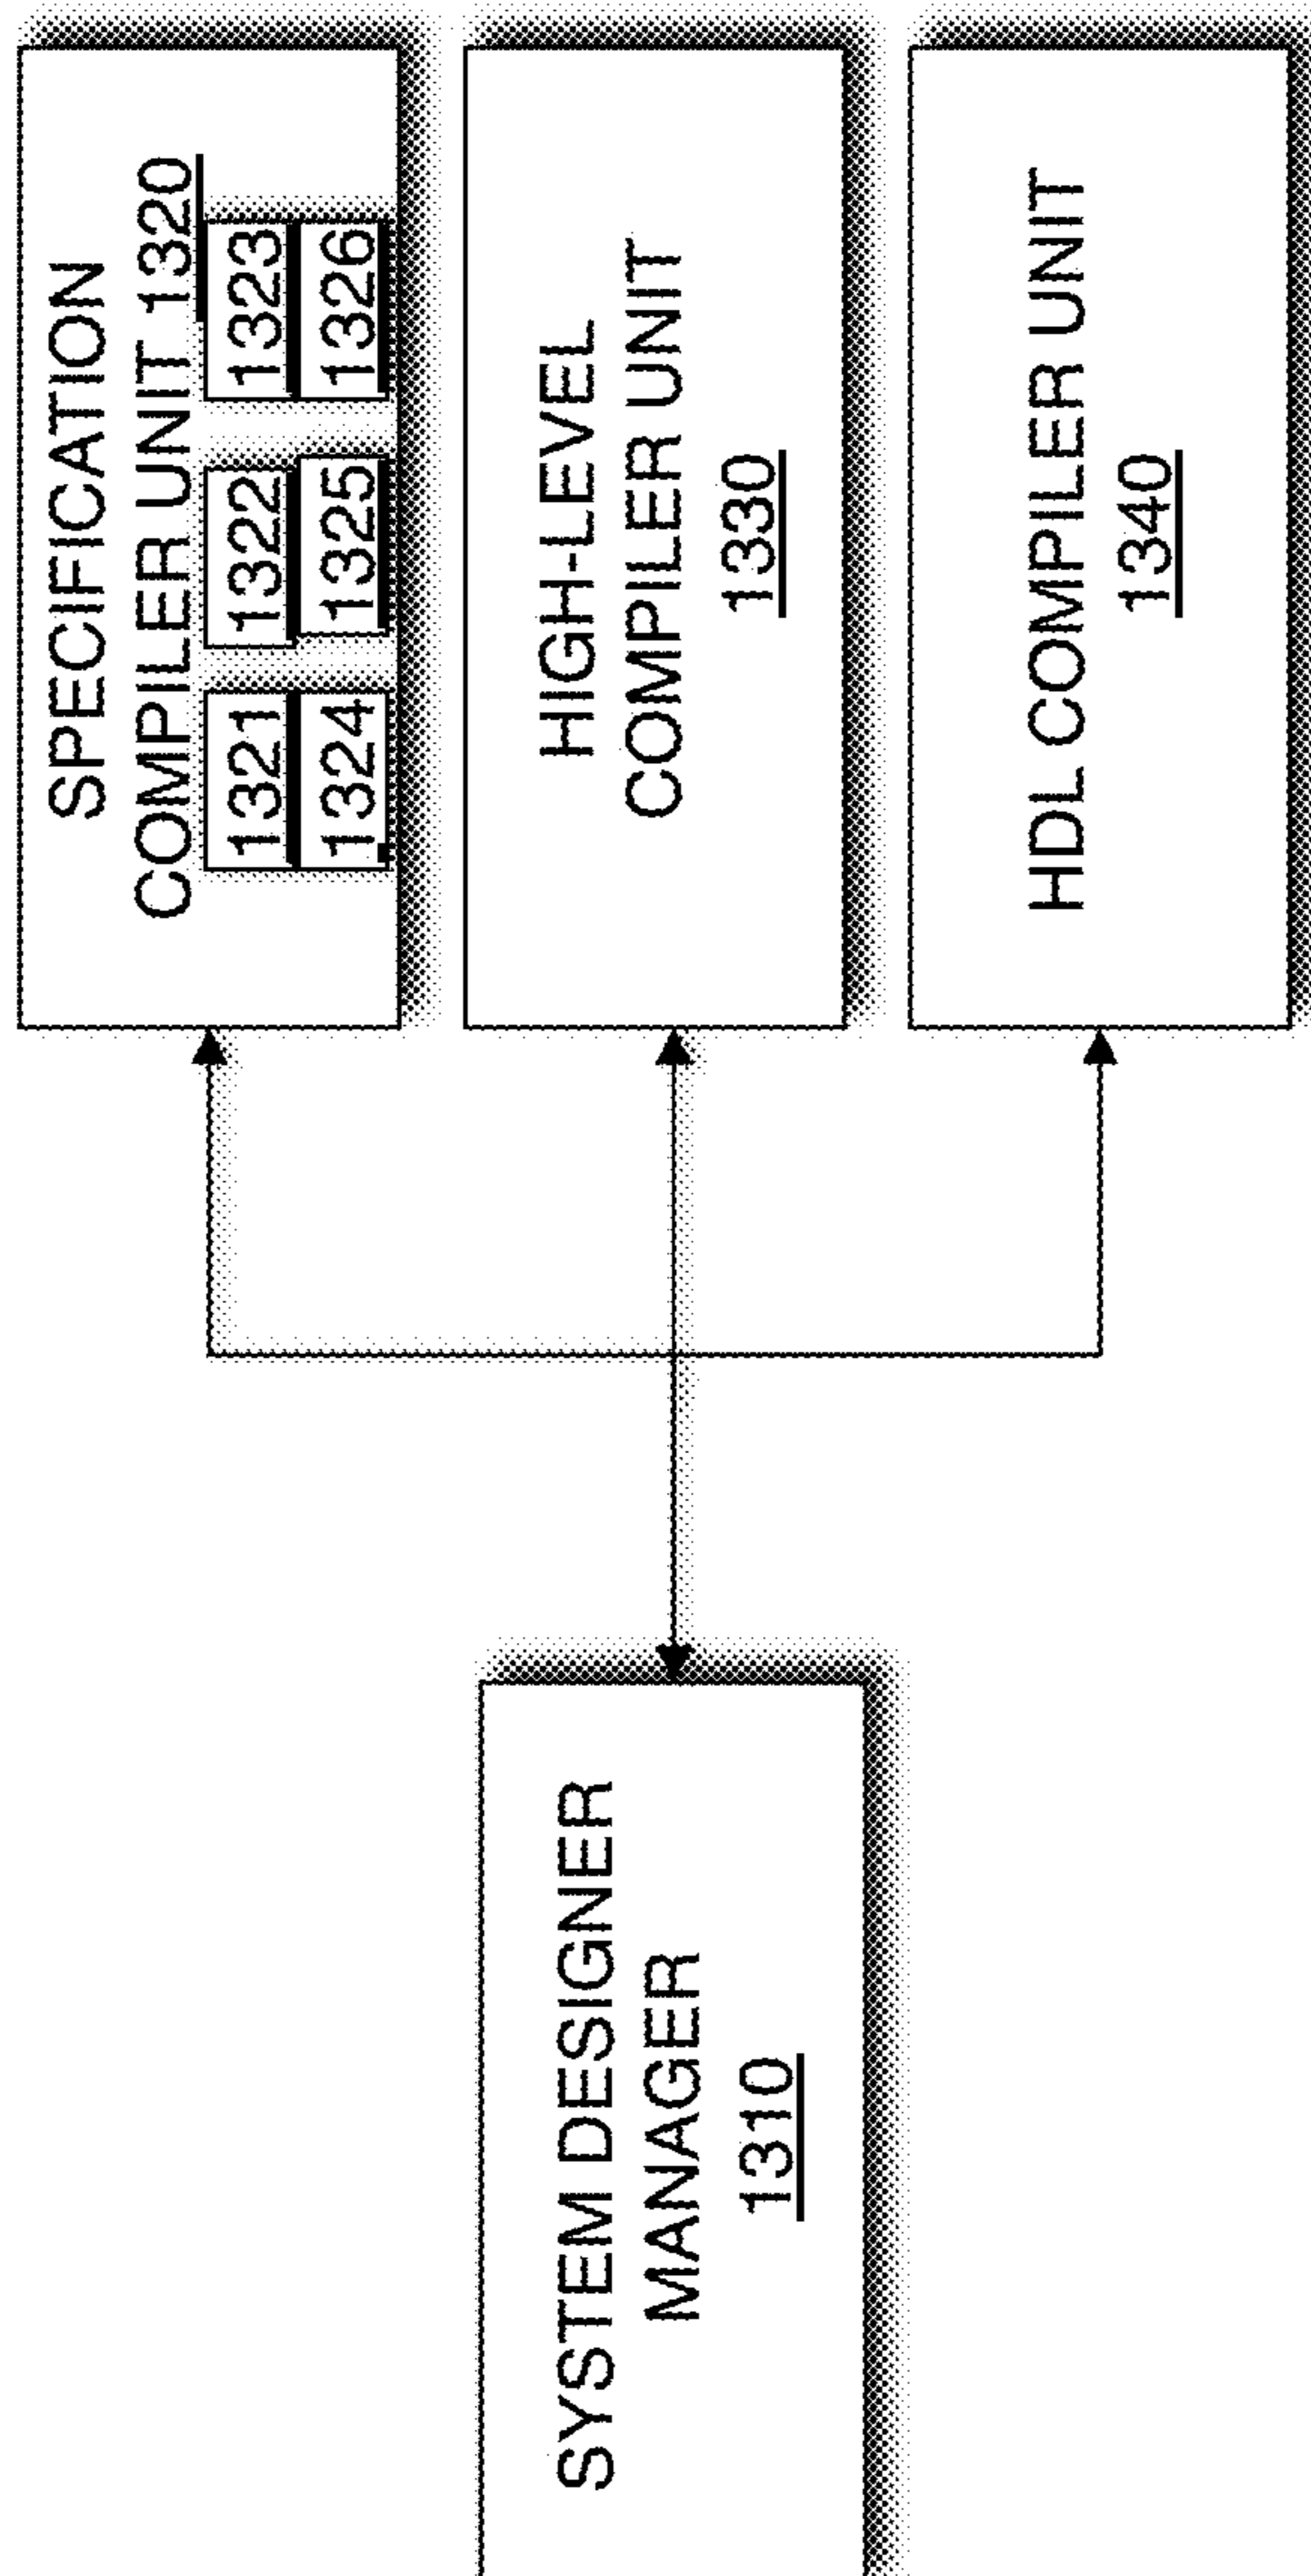 SYSTEM DESIGNER
MANAGER
1310
SPECIFICATION
COMPILER UNIT 1320
1321 1322 1323
1324 1325 1326
HIGH-LEVEL
COMPILER UNIT
1330
HDL COMPILER UNIT
1340